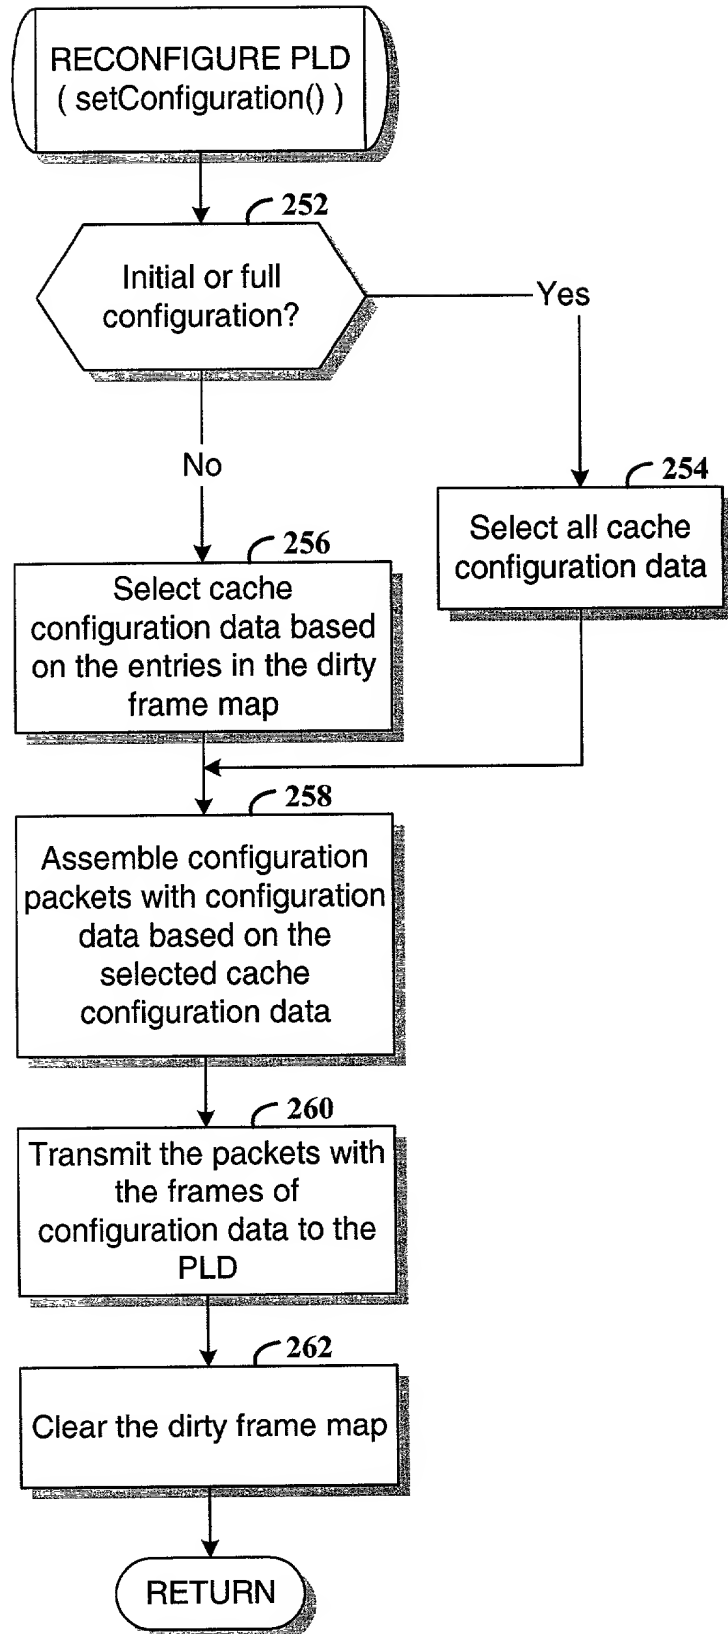 RECONFIGURE PLD
( setConfiguration() )
252
Initial or full
configuration?
Yes
No
254
Select all cache
configuration data
256
Select cache
configuration data based
on the entries in the dirty
frame map
258
Assemble configuration
packets with configuration
data based on the
selected cache
configuration data
260
Transmit the packets with
the frames of
configuration data to the
PLD
262
Clear the dirty frame map
RETURN